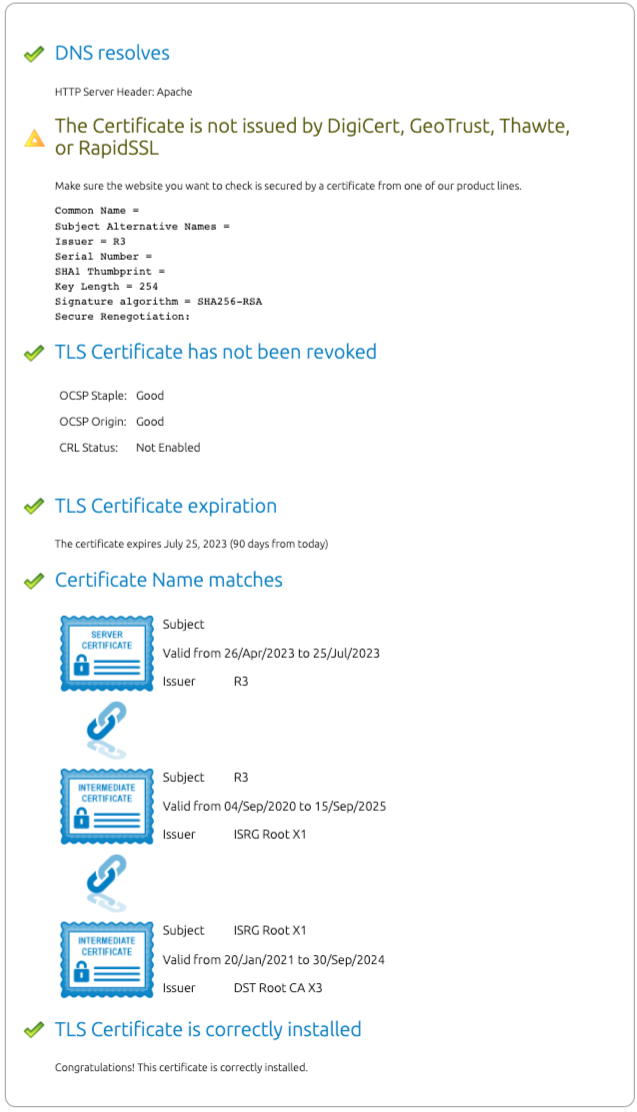 DNS resolves
HTTP Server Header: Apache
The Certificate is not issued by DigiCert, GeoTrust, Thawte,
or RapidSSL
Make sure the website you want to check is secured by a certificate from one of our product lines.
Common Name =
Subject Alternative Names =
Issuer = R3
Serial Number =
SHA1 Thumbprint =
Key Length = 254
Signature algorithm = SHA256-RSA
Secure Renegotiation:
TLS Certificate has not been revoked
OCSP Staple: Good
OCSP Origin: Good
CRL Status: Not Enabled
TLS Certificate expiration
The certificate expires July 25, 2023 (90 days from today)
Certificate Name matches
SERVER
CERTIFICATE
Subject
Valid from 26/Apr/2023 to 25/Jul/2023
Issuer R3
INTERMEDIATE
CERTIFICATE
Subject R3
Valid from 04/Sep/2020 to 15/Sep/2025
Issuer ISRG Root X1
INTERMEDIATE
CERTIFICATE
Subject ISRG Root X1
Valid from 20/Jan/2021 to 30/Sep/2024
Issuer DST Root CA X3
TLS Certificate is correctly installed
Congratulations! This certificate is correctly installed.